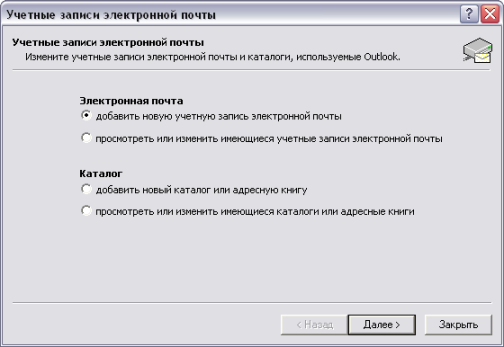 Учетные записи электронной почты
Учетные записи электронной почты
Измените учетные записи электронной почты и каталоги, используемые Outlook.
Электронная почта
добавить новую учетную запись электронной почты
просмотреть или изменить имеющиеся учетные записи электронной почты
Каталог
добавить новый каталог или адресную книгу
просмотреть или изменить имеющиеся каталоги или адресные книги
< Назад
Далее >
Закрыть